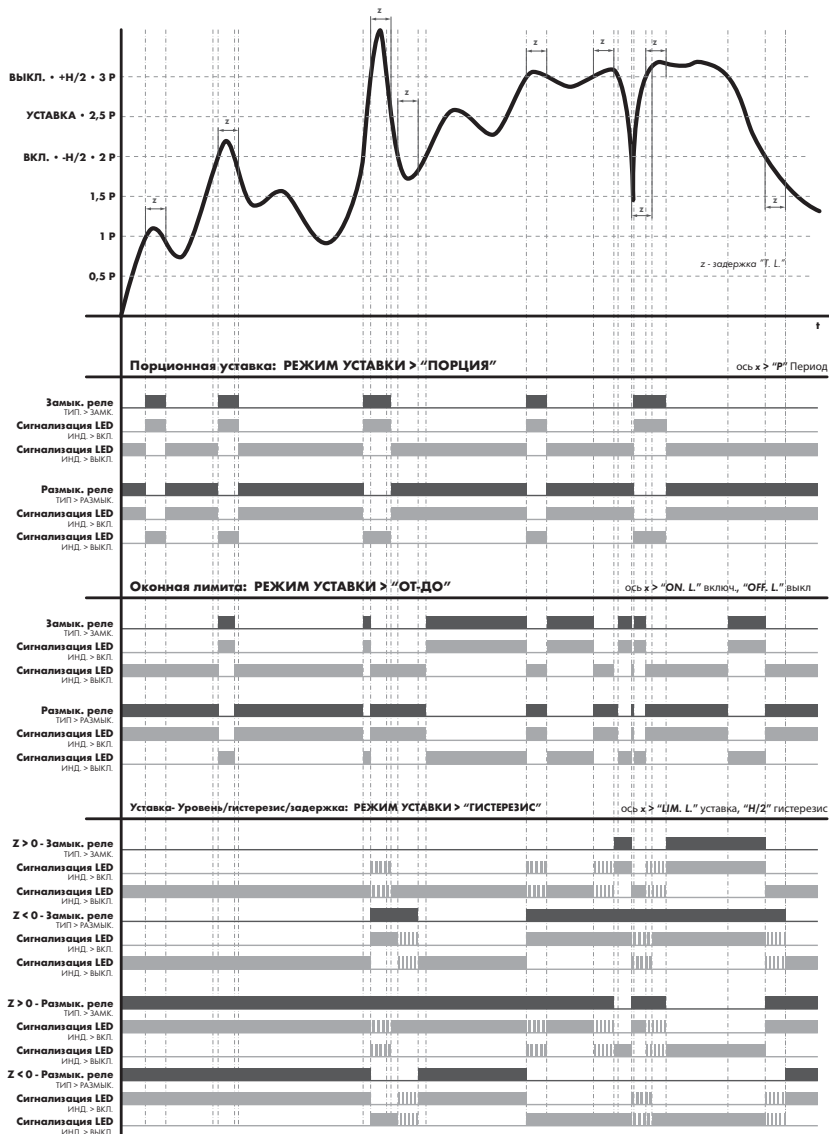 z
z
z
z
z
z
ВЫКЛ. • +H/2 • 3 P
УСТАВКА • 2,5 P
z
ВКЛ. • -H/2 • 2 P
1,5 P
z
z
z
1 P
z - задержка "T. L."
0,5 P
t
Порционная уставка: РЕЖИМ УСТАВКИ > "ПОРЦИЯ" ось x > "P" Период
Замык. реле
ТИП. > ЗАМК.
Сигнализация LED
ИНД. > ВКЛ.
Сигнализация LED
ИНД. > ВЫКЛ.
Размык. реле
ТИП > РАЗМЫК.
Сигнализация LED
ИНД. > ВКЛ.
Сигнализация LED
ИНД. > ВЫКЛ.
Оконная лимита: РЕЖИМ УСТАВКИ > "ОТ-ДО" ось x > "ON. L." включ., "OFF. L." выкл
Замык. реле
ТИП. > ЗАМК.
Сигнализация LED
ИНД. > ВКЛ.
Сигнализация LED
ИНД. > ВЫКЛ.
Размык. реле
ТИП > РАЗМЫК.
Сигнализация LED
ИНД. > ВКЛ.
Сигнализация LED
ИНД. > ВЫКЛ.
Уставка- Уровень/гистерезис/задержка: РЕЖИМ УСТАВКИ > "ГИСТЕРЕЗИС" ось x > "LIM. L." уставка, "H/2" гистерезис
Z > 0 - Замык. реле
ТИП. > ЗАМК.
Сигнализация LED
ИНД. > ВКЛ.
Сигнализация LED
ИНД. > ВЫКЛ.
Z < 0 - Замык. реле
ТИП > РАЗМЫК.
Сигнализация LED
ИНД. > ВКЛ.
Сигнализация LED
ИНД. > ВЫКЛ.
Z > 0 - Размык. реле
ТИП. > ЗАМК.
Сигнализация LED
ИНД. > ВКЛ.
Сигнализация LED
ИНД. > ВЫКЛ.
Z < 0 - Размык. реле
ТИП > РАЗМЫК.
Сигнализация LED
ИНД. > ВКЛ.
Сигнализация LED
ИНД. > ВЫКЛ.